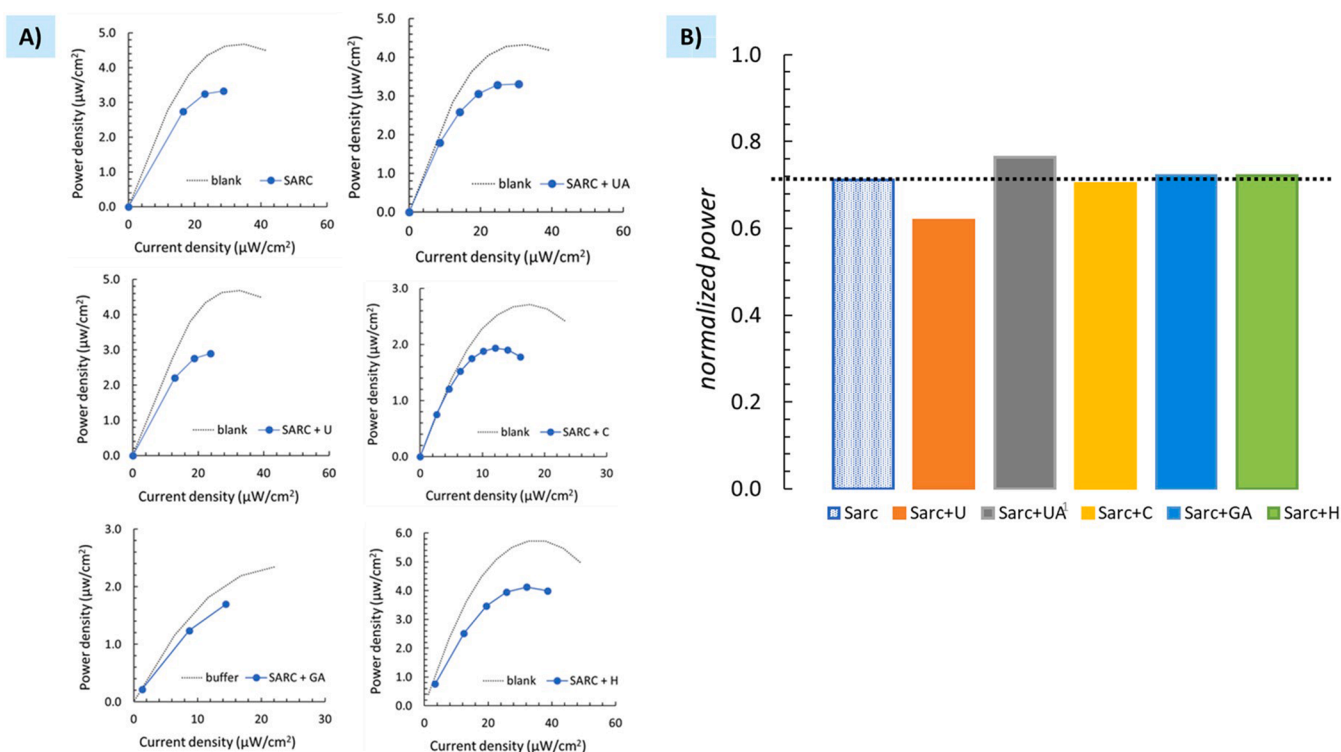 A)
Power density (µw/cm²)
5.0
4.0
3.0
2.0
1.0
0.0
blank SARC
0 20 40 60
Current density (µW/cm²)
Power density (µw/cm²)
5.0
4.0
3.0
2.0
1.0
0.0
blank SARC + UA
0 20 40 60
Current density (µW/cm²)
Power density (µw/cm²)
5.0
4.0
3.0
2.0
1.0
0.0
blank SARC + U
0 20 40 60
Current density (µW/cm²)
Power density (µw/cm²)
3.0
2.0
1.0
0.0
blank SARC + C
0 10 20 30
Current density (µW/cm²)
Power density (µw/cm²)
3.0
2.0
1.0
0.0
buffer SARC + GA
0 10 20 30
Current density (µW/cm²)
Power density (µw/cm²)
6.0
5.0
4.0
3.0
2.0
1.0
0.0
blank SARC + H
0 20 40 60
Current density (µW/cm²)
B)
normalized power
1.0
0.8
0.6
0.4
0.2
0.0
Sarc Sarc+U Sarc+UA 1 Sarc+C Sarc+GA Sarc+H